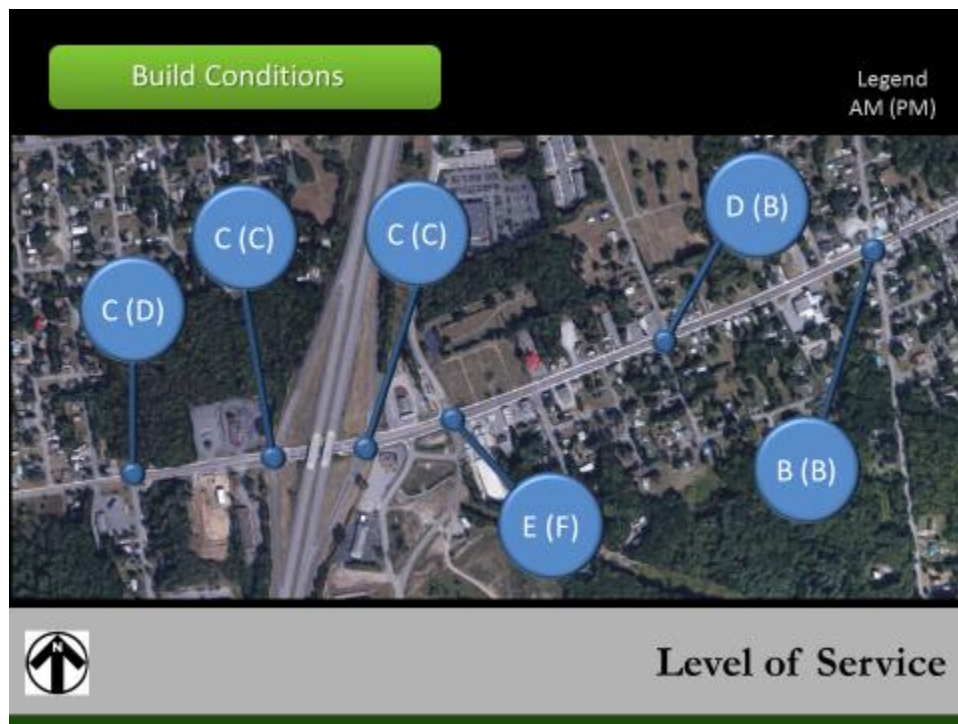 Build Conditions
Legend
AM (PM)
D (B)
C (C)
C (C)
C (D)
B (B)
E (F)
N
Level of Service